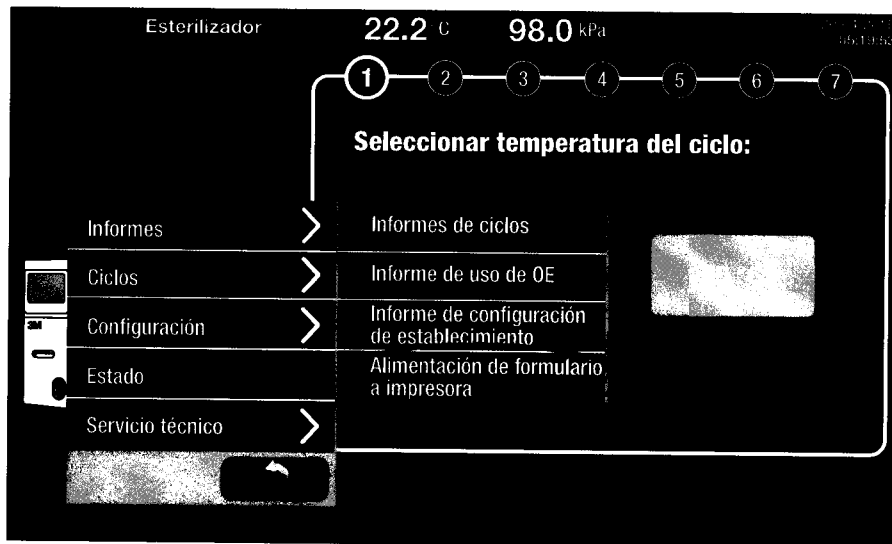 Esterilizador 22.2 C 98.0 kPa
1 2 3 4 5 6 7
Seleccionar temperatura del ciclo:
Informes
Ciclos
Configuración
Estado
Servicio técnico
Informes de ciclos
Informe de uso de OE
Informe de configuración
de establecimiento
Alimentación de formulario
a impresora
3M